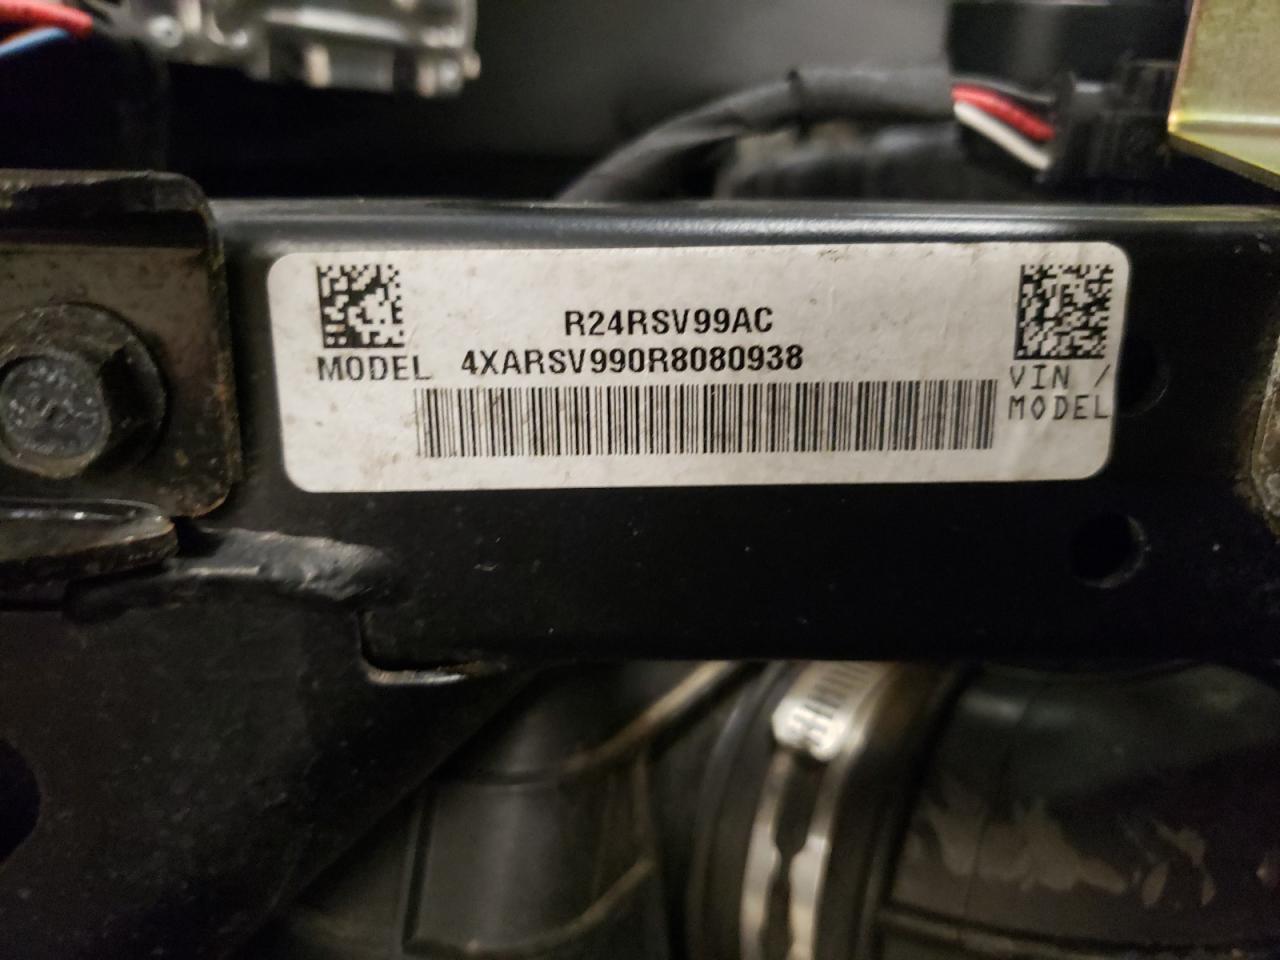 R24RSV99AC
MODEL 4XARSV990R8080938
VIN /
MODEL